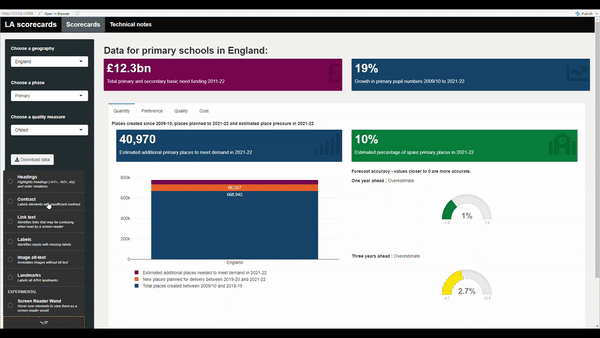 Open in Browser
Publish
LA scorecards Scorecards Technical notes
Choose a geography
England
Choose a phase
Primary
Choose a quality measure
Ofsted
Download data
Headings
Highlights headings (<h1>, <h2>, etc) and order violations
Contrast
Labels elements with insufficient contrast
Link text
Identifies links that may be confusing when read by a screen reader
Labels
Identifies inputs with missing labels
Image alt-text
Annotates images without alt text
Landmarks
Labels all ARIA landmarks
EXPERIMENTAL
Screen Reader Wand
Hover over elements to view them as a screen reader would
Data for primary schools in England:
£12.3bn
Total primary and secondary basic need funding 2011-22
19%
Growth in primary pupil numbers 2009/10 to 2021-22
Quantity Preference Quality Cost
Places created since 2009-10, places planned to 2021-22 and estimated place pressure in 2021-22
40,970
Estimated additional primary places to meet demand in 2021-22
10%
Estimated percentage of spare primary places in 2021-22
800k
600k
400k
200k
0
668,942
England
Estimated additional places needed to meet demand in 2021-22
New places planned for delivery between 2019-20 and 2021-22
Total places created between 2009/10 and 2018-19
Forecast accuracy - values closer to 0 are more accurate.
One year ahead : Overestimate
1%
Three years ahead : Overestimate
2.7%